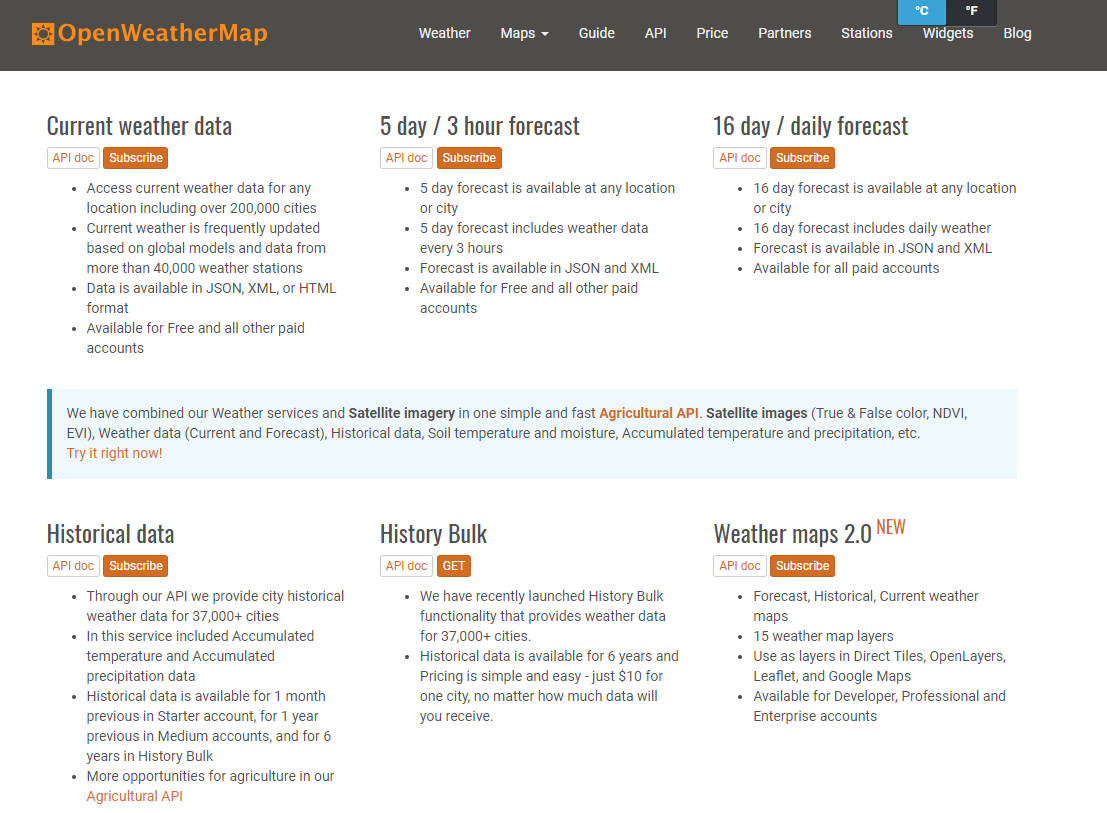 OpenWeatherMap
°C °F
Weather Maps Guide API Price Partners Stations Widgets Blog
Current weather data
API doc Subscribe
Access current weather data for any
location including over 200,000 cities
Current weather is frequently updated
based on global models and data from
more than 40,000 weather stations
Data is available in JSON, XML, or HTML
format
Available for Free and all other paid
accounts
5 day / 3 hour forecast
API doc Subscribe
5 day forecast is available at any location
or city
5 day forecast includes weather data
every 3 hours
Forecast is available in JSON and XML
Available for Free and all other paid
accounts
16 day / daily forecast
API doc Subscribe
16 day forecast is available at any location
or city
16 day forecast includes daily weather
Forecast is available in JSON and XML
Available for all paid accounts
We have combined our Weather services and Satellite imagery in one simple and fast Agricultural API. Satellite images (True & False color, NDVI,
EVI), Weather data (Current and Forecast), Historical data, Soil temperature and moisture, Accumulated temperature and precipitation, etc.
Try it right now!
Historical data
API doc Subscribe
Through our API we provide city historical
weather data for 37,000+ cities
In this service included Accumulated
temperature and Accumulated
precipitation data
Historical data is available for 1 month
previous in Starter account, for 1 year
previous in Medium accounts, and for 6
years in History Bulk
More opportunities for agriculture in our
Agricultural API
History Bulk
API doc GET
We have recently launched History Bulk
functionality that provides weather data
for 37,000+ cities.
Historical data is available for 6 years and
Pricing is simple and easy - just $10 for
one city, no matter how much data will
you receive.
Weather maps 2.0 NEW
API doc Subscribe
Forecast, Historical, Current weather
maps
15 weather map layers
Use as layers in Direct Tiles, OpenLayers,
Leaflet, and Google Maps
Available for Developer, Professional and
Enterprise accounts